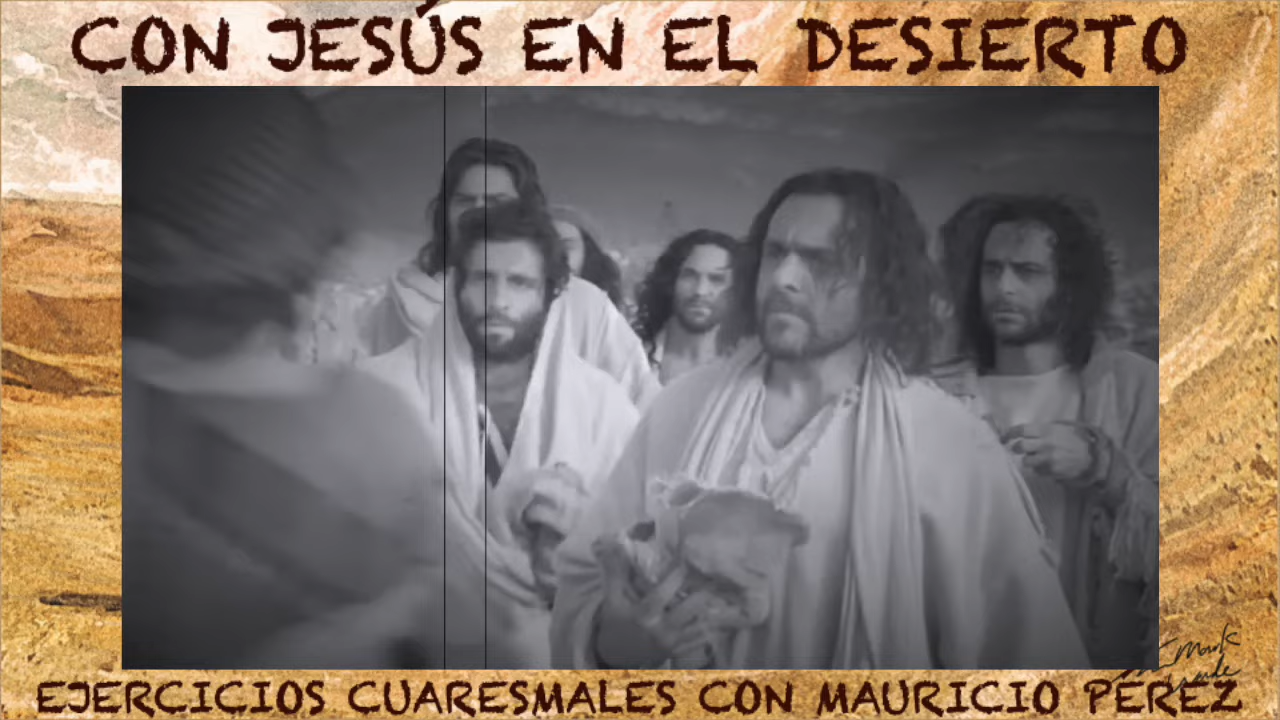 CON JESÚS EN EL DESIERTO
EJERCICIOS CUARESMALES CON MAURICIO PÉREZ